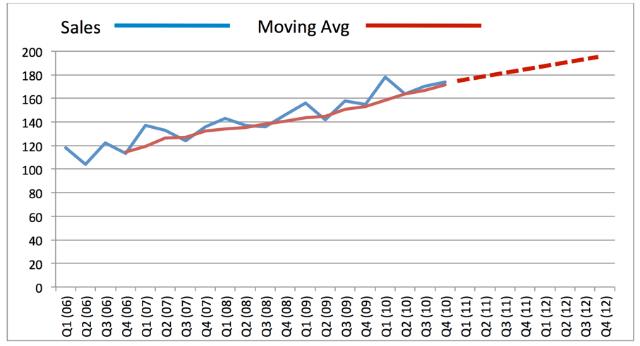 Sales
Moving Avg
200
180
160
140
120
100
80
60
40
20
0
Q1 (06)
Q2 (06)
Q3 (06)
Q4 (06)
Q1 (07)
Q2 (07)
Q3 (07)
Q4 (07)
Q1 (08)
Q2 (08)
Q3 (08)
Q4 (08)
Q1 (09)
Q2 (09)
Q3 (09)
Q4 (09)
Q1 (10)
Q2 (10)
Q3 (10)
Q4 (10)
Q1 (11)
Q2 (11)
Q3 (11)
Q4 (11)
Q1 (12)
Q2 (12)
Q3 (12)
Q4 (12)